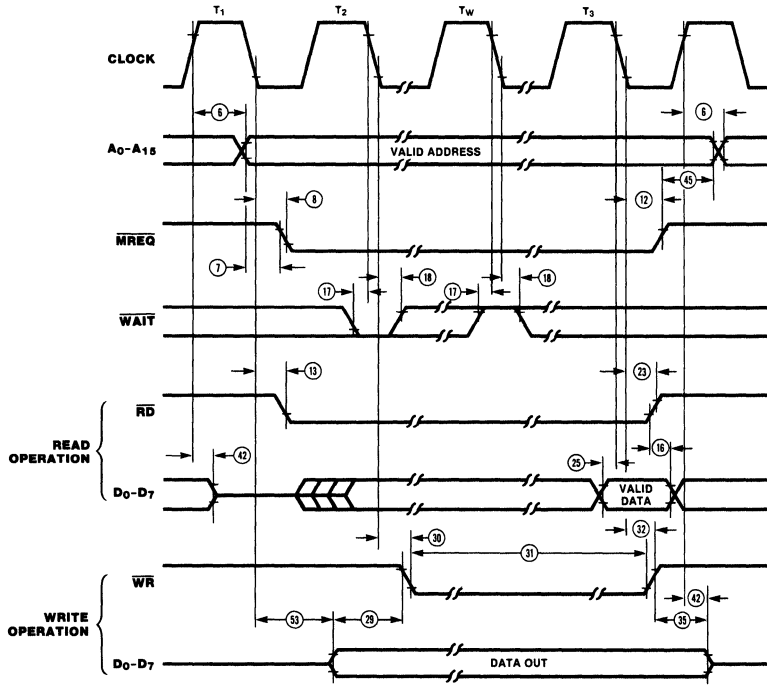 T1 T2 TW T3
CLOCK
6 6
A0-A15 VALID ADDRESS
8 12 45
MREQ
7
17 18 17 18
WAIT
13 23
RD
READ OPERATION
42 16
25
D0-D7 VALID DATA
30 31 32
WR
42
WRITE OPERATION
53 29 35
D0-D7 DATA OUT